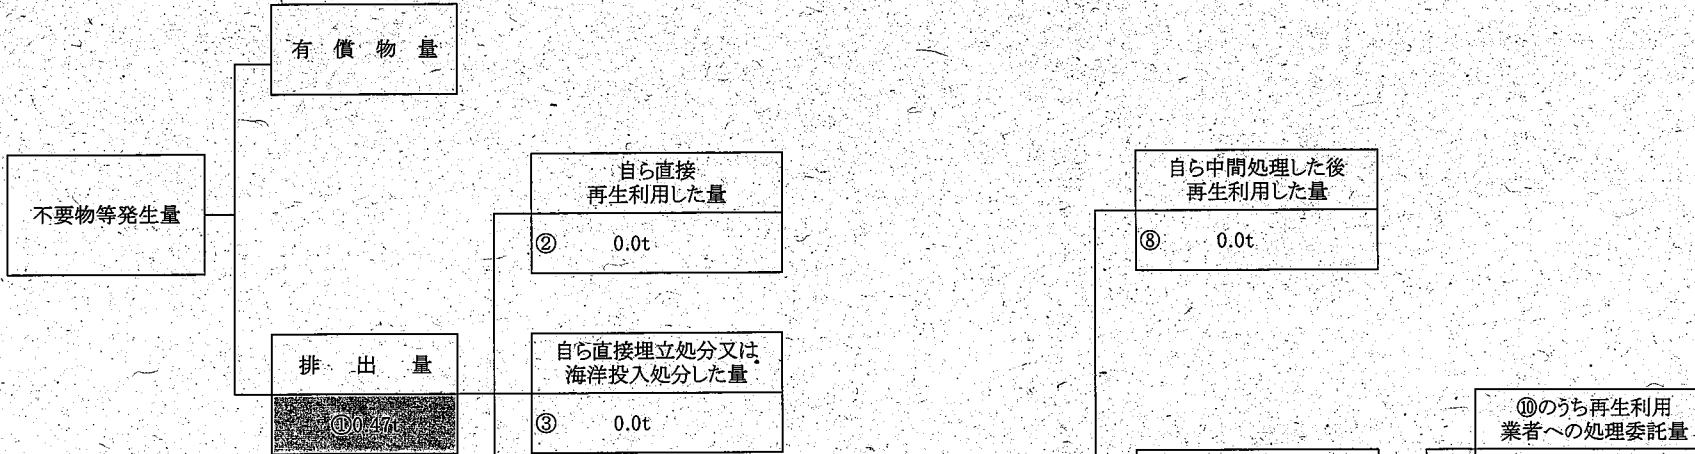 有償物量
不要物等発生量
自ら直接
再生利用した量
② 0.0t
自ら中間処理した後
再生利用した量
⑧ 0.0t
排出量
①0.47t
自ら直接埋立処分又は
海洋投入処分した量
③ 0.0t
⑩のうち再生利用
業者への処理委託量